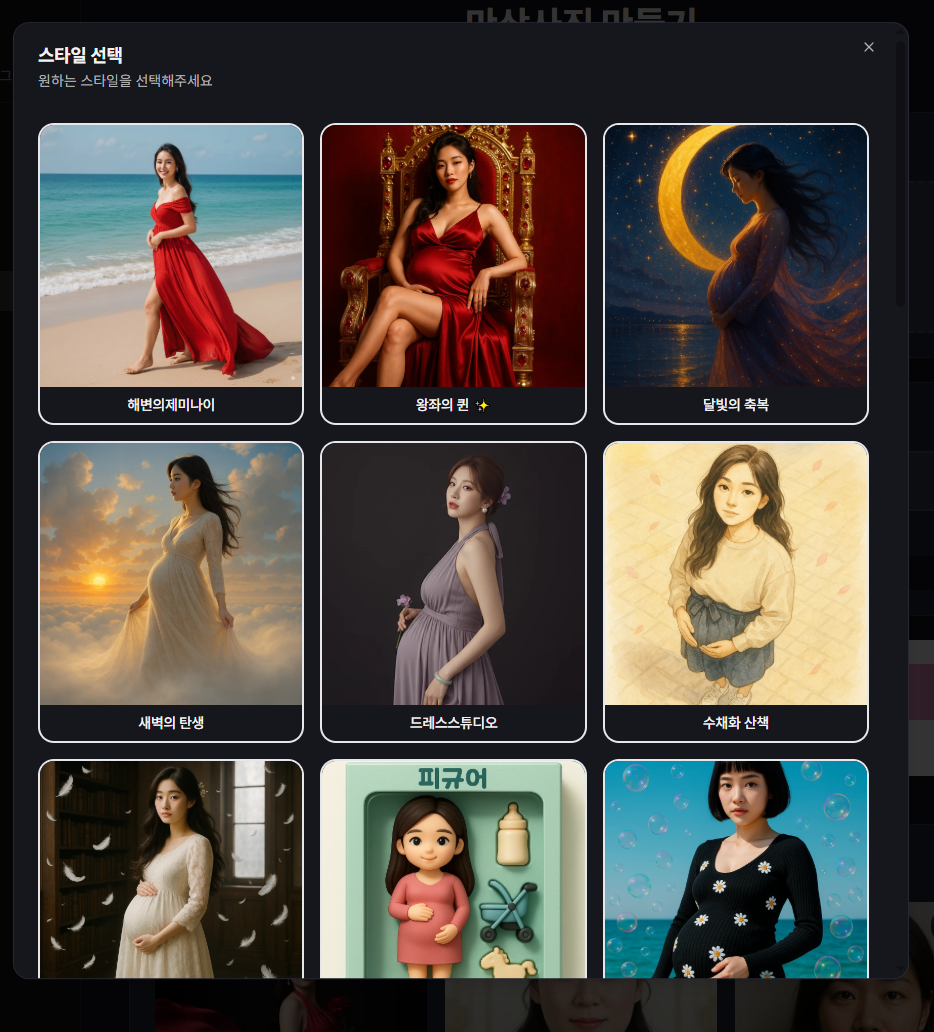 만삭사진 만들기
스타일 선택
원하는 스타일을 선택해주세요
해변의제미나이
왕좌의 퀸 ✨
달빛의 축복
새벽의 탄생
드레스스튜디오
수채화 산책
피규어